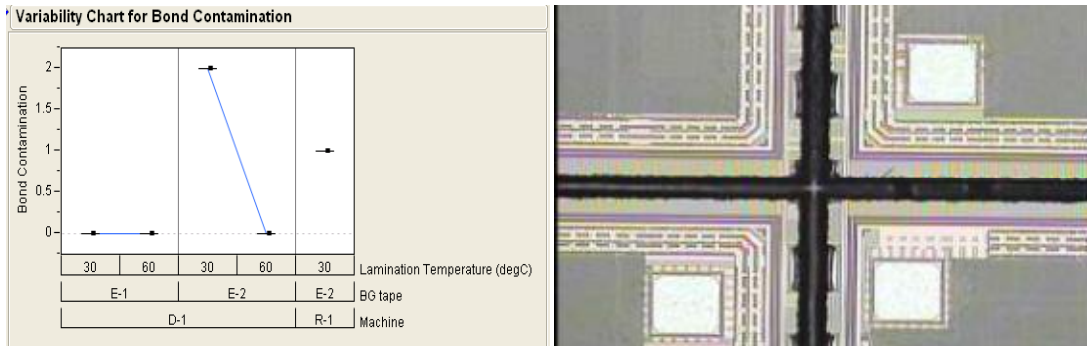 Variability Chart for Bond Contamination
Bond Contamination
2
1.5
1
0.5
0
30 60 30 60 30 Lamination Temperature (degC)
E-1 E-2 E-2 BG tape
D-1 R-1 Machine